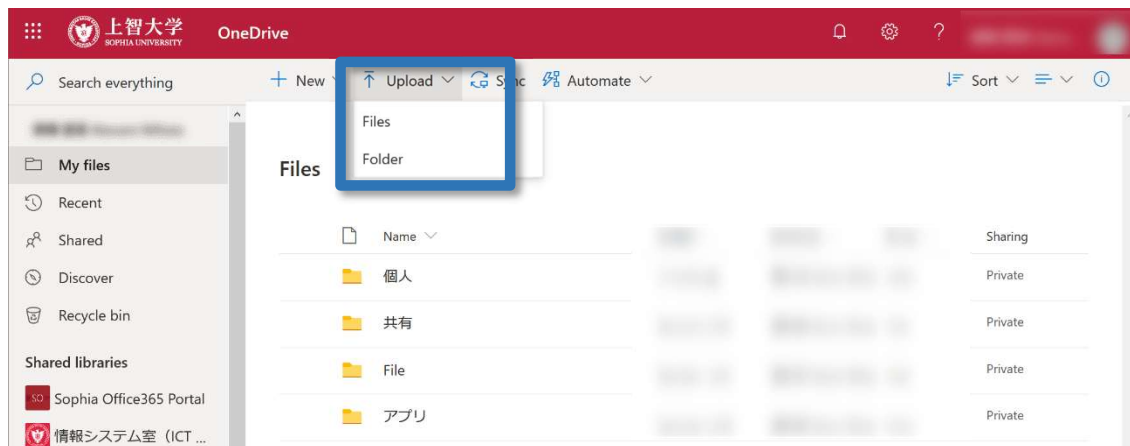 上智大学
SOPHIA UNIVERSITY
OneDrive
?
Search everything
New
Upload
Sync
Automate
Sort
Files
Folder
My files
Recent
Shared
Discover
Recycle bin
Shared libraries
SO Sophia Office365 Portal
情報システム室（ICT ...
Files
Name
Sharing
個人
Private
共有
Private
File
Private
アプリ
Private